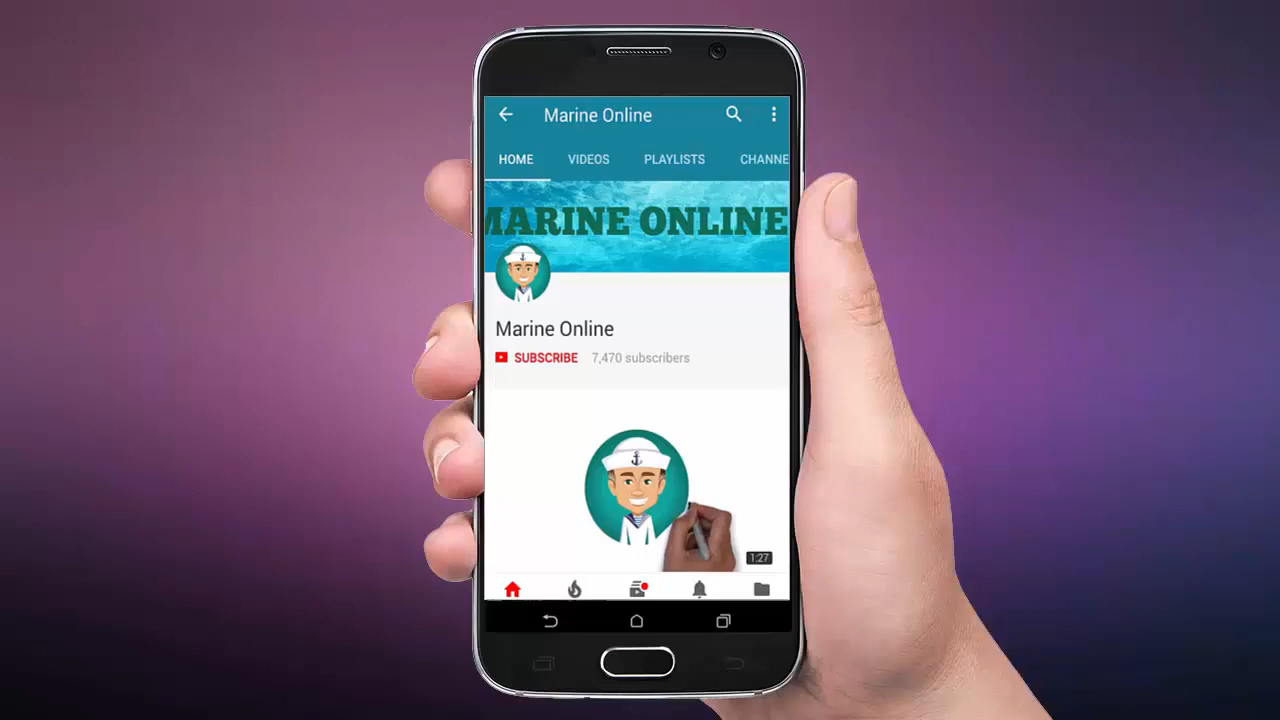 Marine Online
HOME VIDEOS PLAYLISTS CHANNE
MARINE ONLINE
Marine Online
SUBSCRIBE 7,470 subscribers
1:27